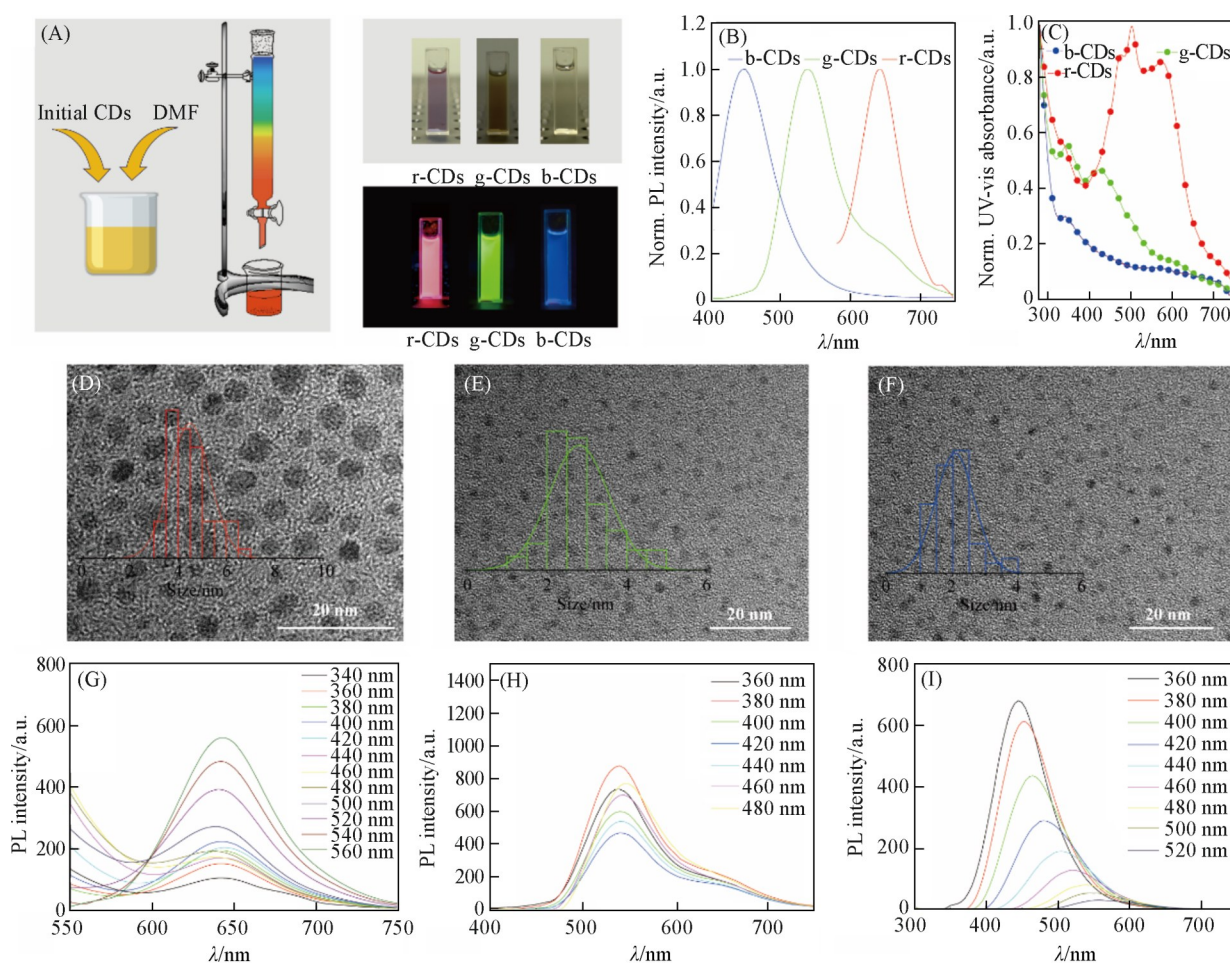 (A)
Initial CDs
DMF
r-CDs g-CDs b-CDs
r-CDs g-CDs b-CDs
(B)
b-CDs g-CDs r-CDs
Norm. PL intensity/a.u.
1.2
1.0
0.8
0.6
0.4
0.2
0
400 500 600 700
λ/nm
(C)
b-CDs g-CDs
r-CDs
Norm. UV-vis absorbance/a.u.
1.0
0.8
0.6
0.4
0.2
0
300 400 500 600 700
λ/nm
(D)
0 2 4 6 8 10
Size/nm
20 nm
(E)
0 2 4 6
Size/nm
20 nm
(F)
0 1 2 4 6
Size/nm
20 nm
(G)
PL intensity/a.u.
800
600
400
200
0
550 600 650 700 750
λ/nm
340 nm
360 nm
380 nm
400 nm
420 nm
440 nm
460 nm
480 nm
500 nm
520 nm
540 nm
560 nm
(H)
PL intensity/a.u.
1400
1200
1000
800
600
400
200
0
400 500 600 700
λ/nm
360 nm
380 nm
400 nm
420 nm
440 nm
460 nm
480 nm
(I)
PL intensity/a.u.
800
600
400
200
0
300 400 500 600 700
λ/nm
360 nm
380 nm
400 nm
420 nm
440 nm
460 nm
480 nm
500 nm
520 nm